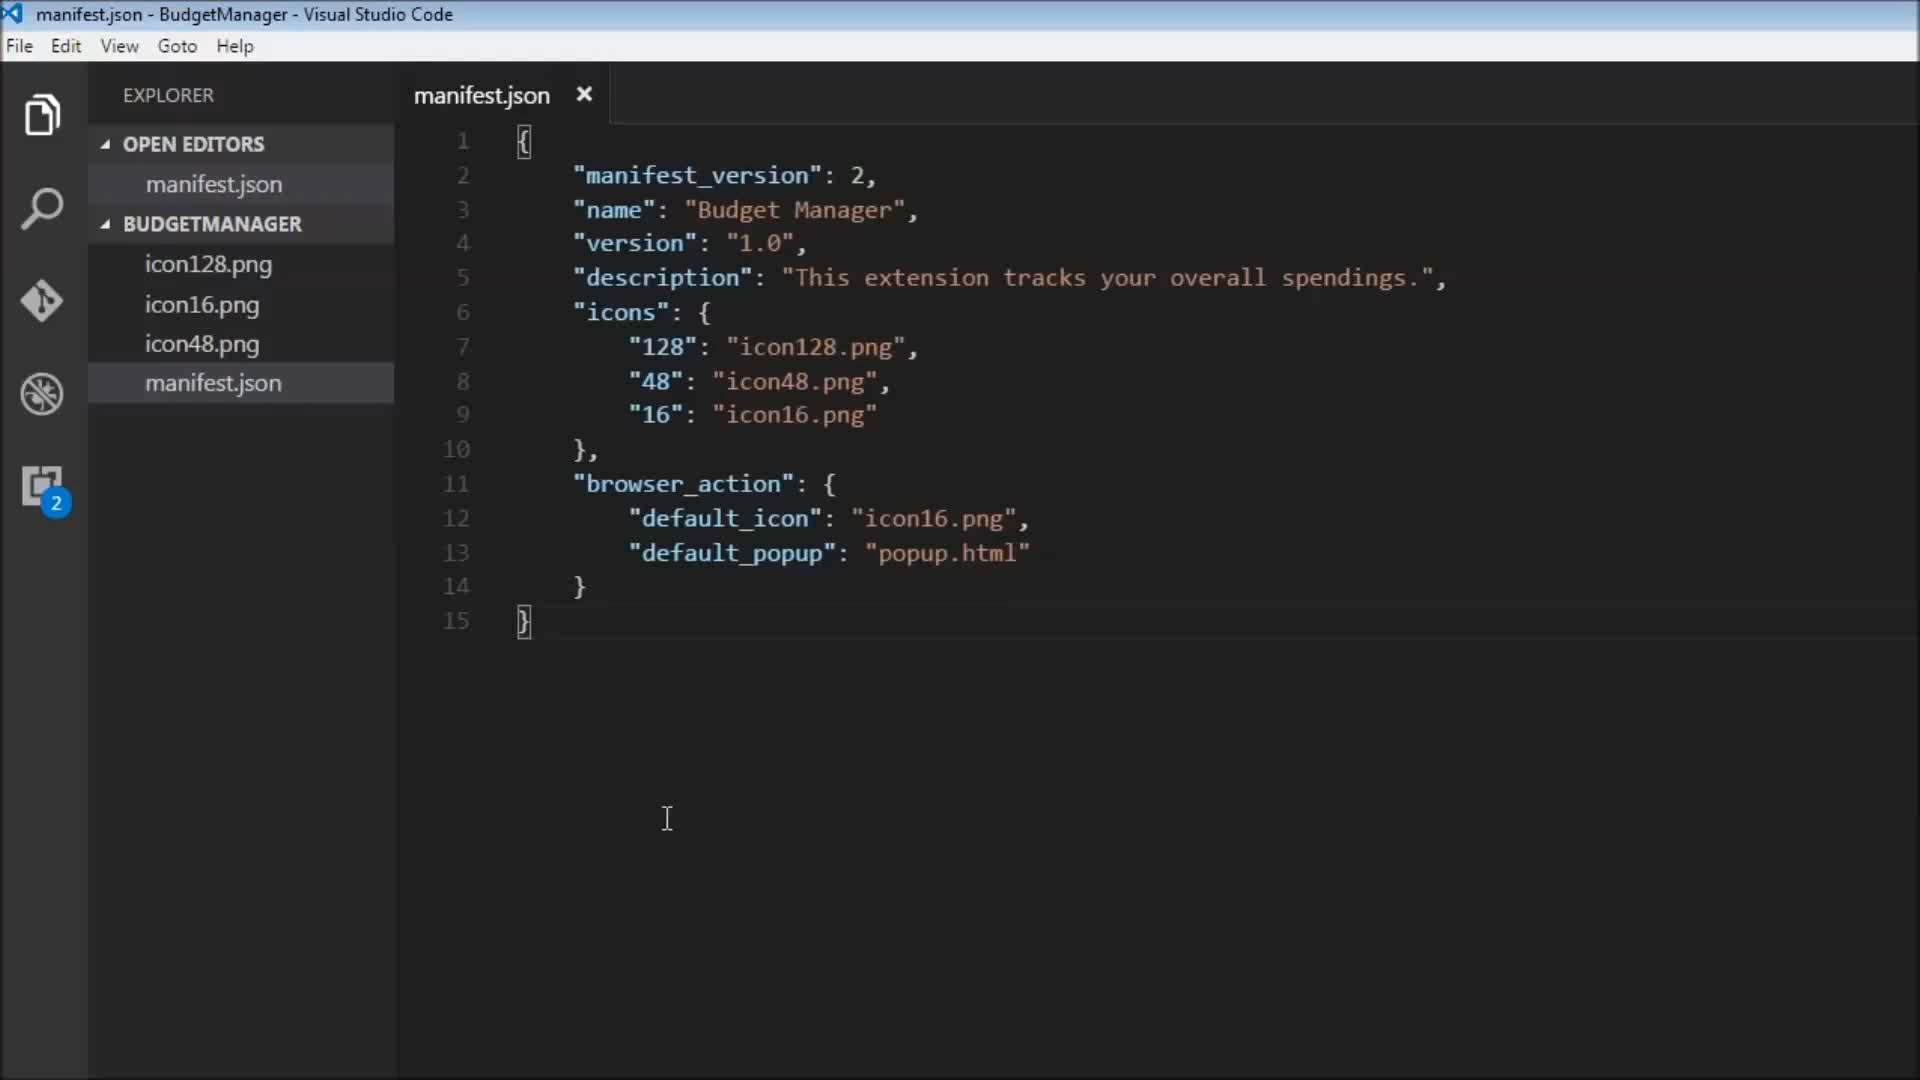 manifest.json - BudgetManager - Visual Studio Code
File Edit View Goto Help
EXPLORER
OPEN EDITORS
manifest.json
BUDGETMANAGER
icon128.png
icon16.png
icon48.png
manifest.json
2
manifest.json
1 {
2 "manifest_version": 2,
3 "name": "Budget Manager",
4 "version": "1.0",
5 "description": "This extension tracks your overall spendings.",
6 "icons": {
7 "128": "icon128.png",
8 "48": "icon48.png",
9 "16": "icon16.png"
10 },
11 "browser_action": {
12 "default_icon": "icon16.png",
13 "default_popup": "popup.html"
14 }
15 }